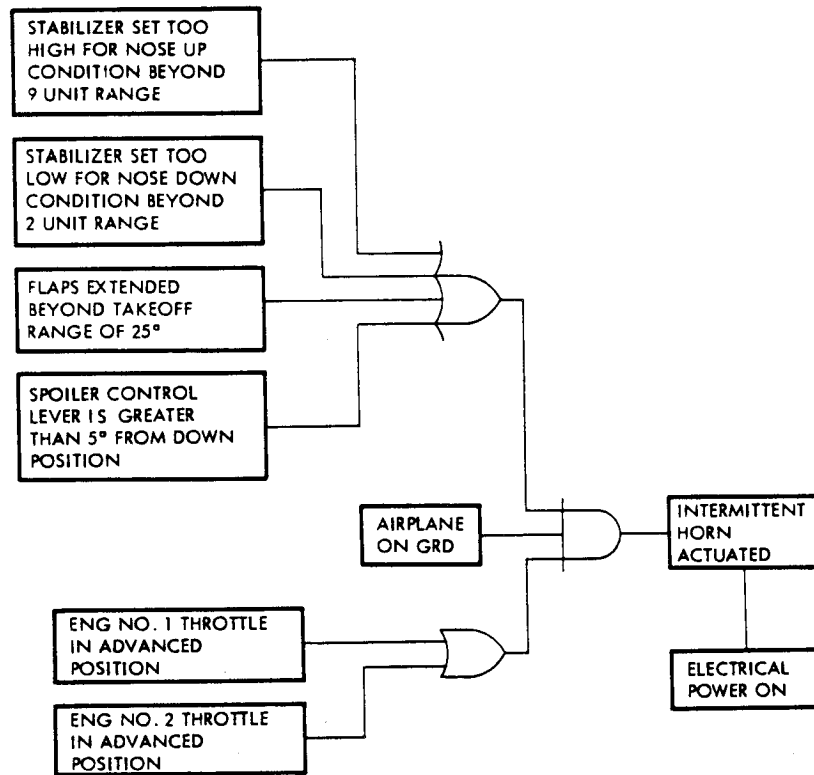 STABILIZER SET TOO
HIGH FOR NOSE UP
CONDITION BEYOND
9 UNIT RANGE
STABILIZER SET TOO
LOW FOR NOSE DOWN
CONDITION BEYOND
2 UNIT RANGE
FLAPS EXTENDED
BEYOND TAKEOFF
RANGE OF 25°
SPOILER CONTROL
LEVER IS GREATER
THAN 5° FROM DOWN
POSITION
AIRPLANE
ON GRD
INTERMITTENT
HORN
ACTUATED
ENG NO. 1 THROTTLE
IN ADVANCED
POSITION
ELECTRICAL
POWER ON
ENG NO. 2 THROTTLE
IN ADVANCED
POSITION